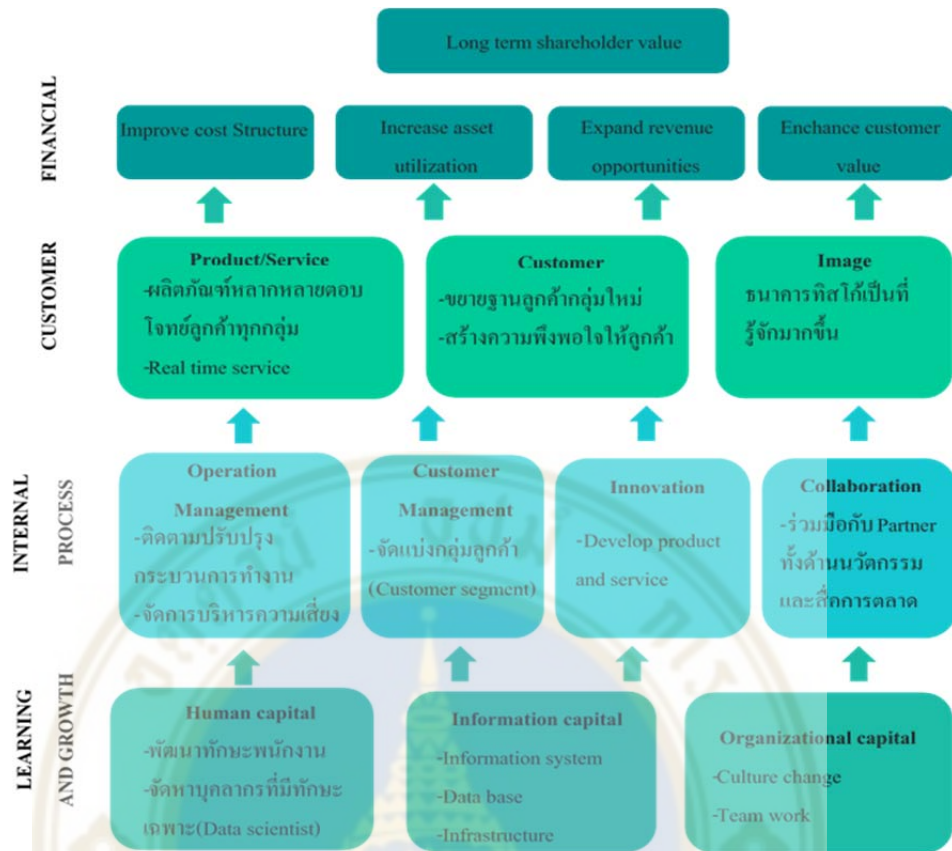 Long term shareholder value
FINANCIAL
Improve cost Structure
Increase asset
utilization
Expand revenue
opportunities
Enchance customer
value
CUSTOMER
Product/Service
-ผลิตภัณฑ์หลากหลายตอบ
โจทย์ลูกค้าทุกกลุ่ม
-Real time service
Customer
-ขยายฐานลูกค้ากลุ่มใหม่
-สร้างความพึงพอใจให้ลูกค้า
Image
ธนาคารทิสโก้เป็นที่
รู้จักมากขึ้น
INTERNAL
PROCESS
Operation
Management
-ติดตามปรับปรุง
กระบวนการทำงาน
-จัดการบริหารความเสี่ยง
Customer
Management
-จัดแบ่งกลุ่มลูกค้า
(Customer segment)
Innovation
-Develop product
and service
Collaboration
-ร่วมมือกับ Partner
ทั้งด้านนวัตกรรม
และสื่อการตลาด
LEARNING
AND GROWTH
Human capital
-พัฒนาทักษะพนักงาน
-จัดหาบุคลากรที่มีทักษะ
เฉพาะ(Data scientist)
Information capital
-Information system
-Data base
-Infrastructure
Organizational capital
-Culture change
-Team work